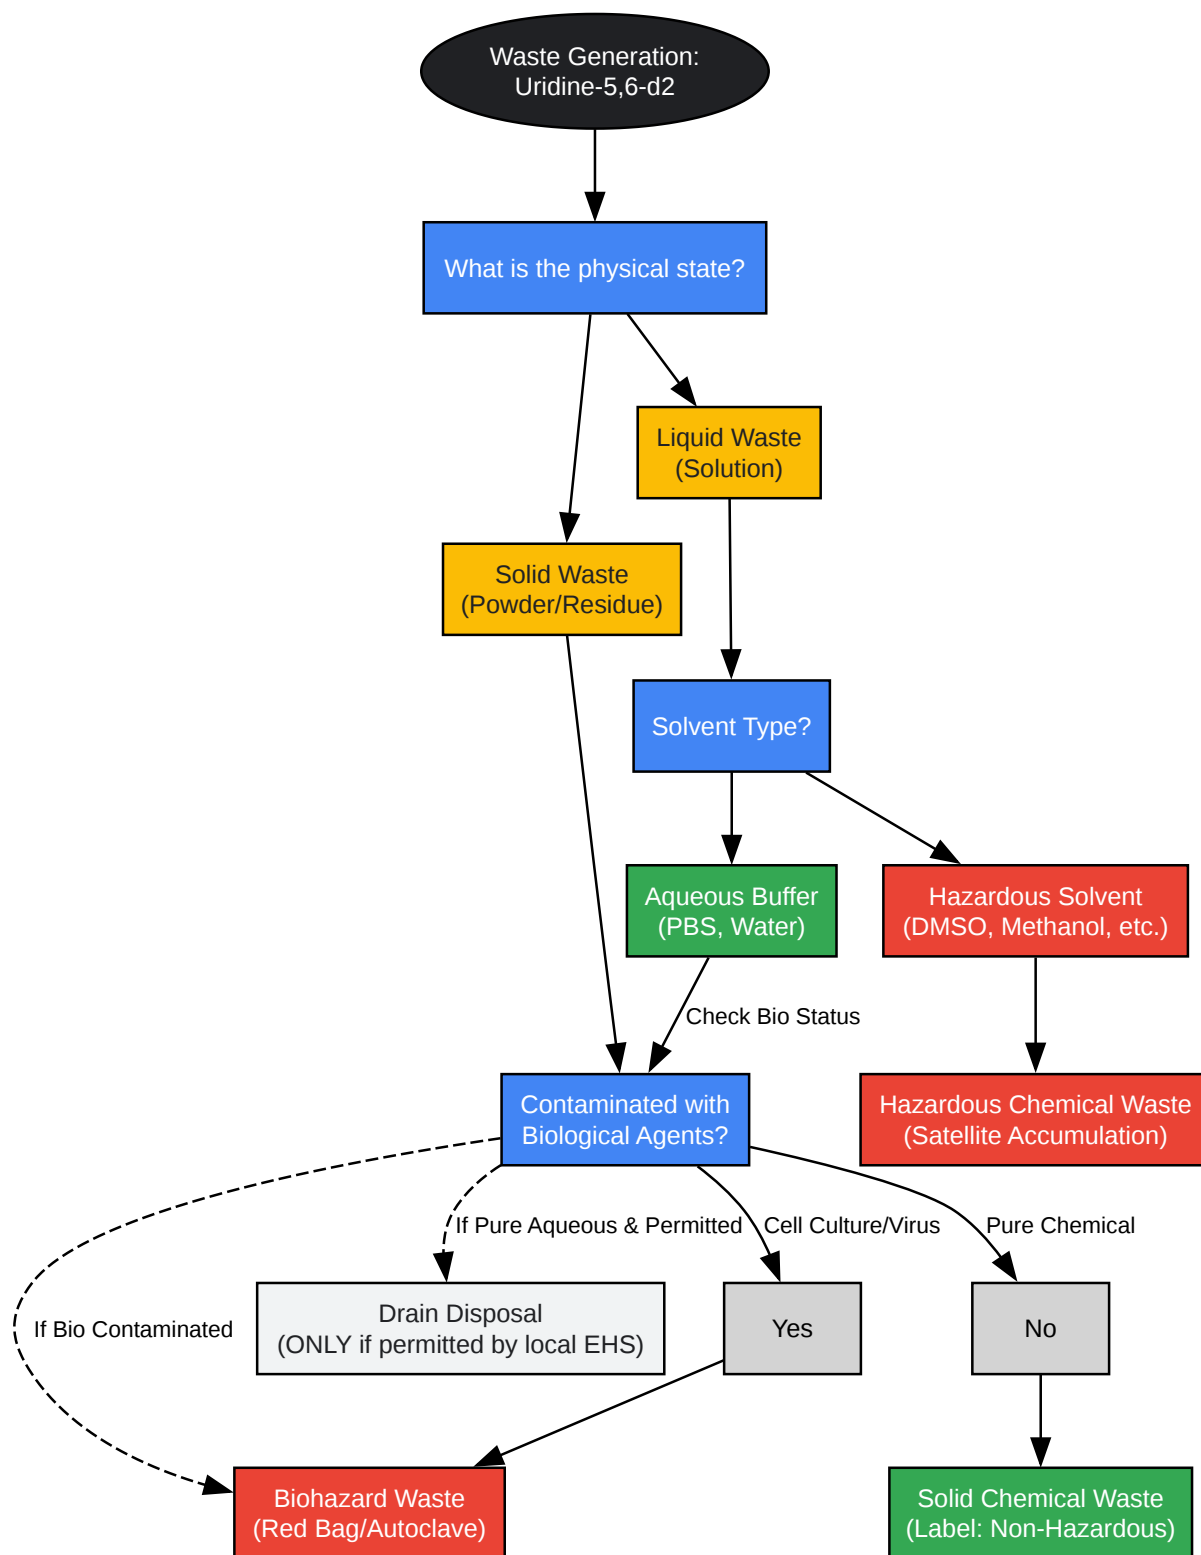 Waste Generation:
Uridine-5,6-d2
What is the physical state?
Liquid Waste
(Solution)
Solid Waste
(Powder/Residue)
Solvent Type?
Aqueous Buffer
(PBS, Water)
Hazardous Solvent
(DMSO, Methanol, etc.)
Check Bio Status
Contaminated with
Biological Agents?
Hazardous Chemical Waste
(Satellite Accumulation)
If Pure Aqueous & Permitted
Cell Culture/Virus
Pure Chemical
If Bio Contaminated
Drain Disposal
(ONLY if permitted by local EHS)
Yes
No
Biohazard Waste
(Red Bag/Autoclave)
Solid Chemical Waste
(Label: Non-Hazardous)